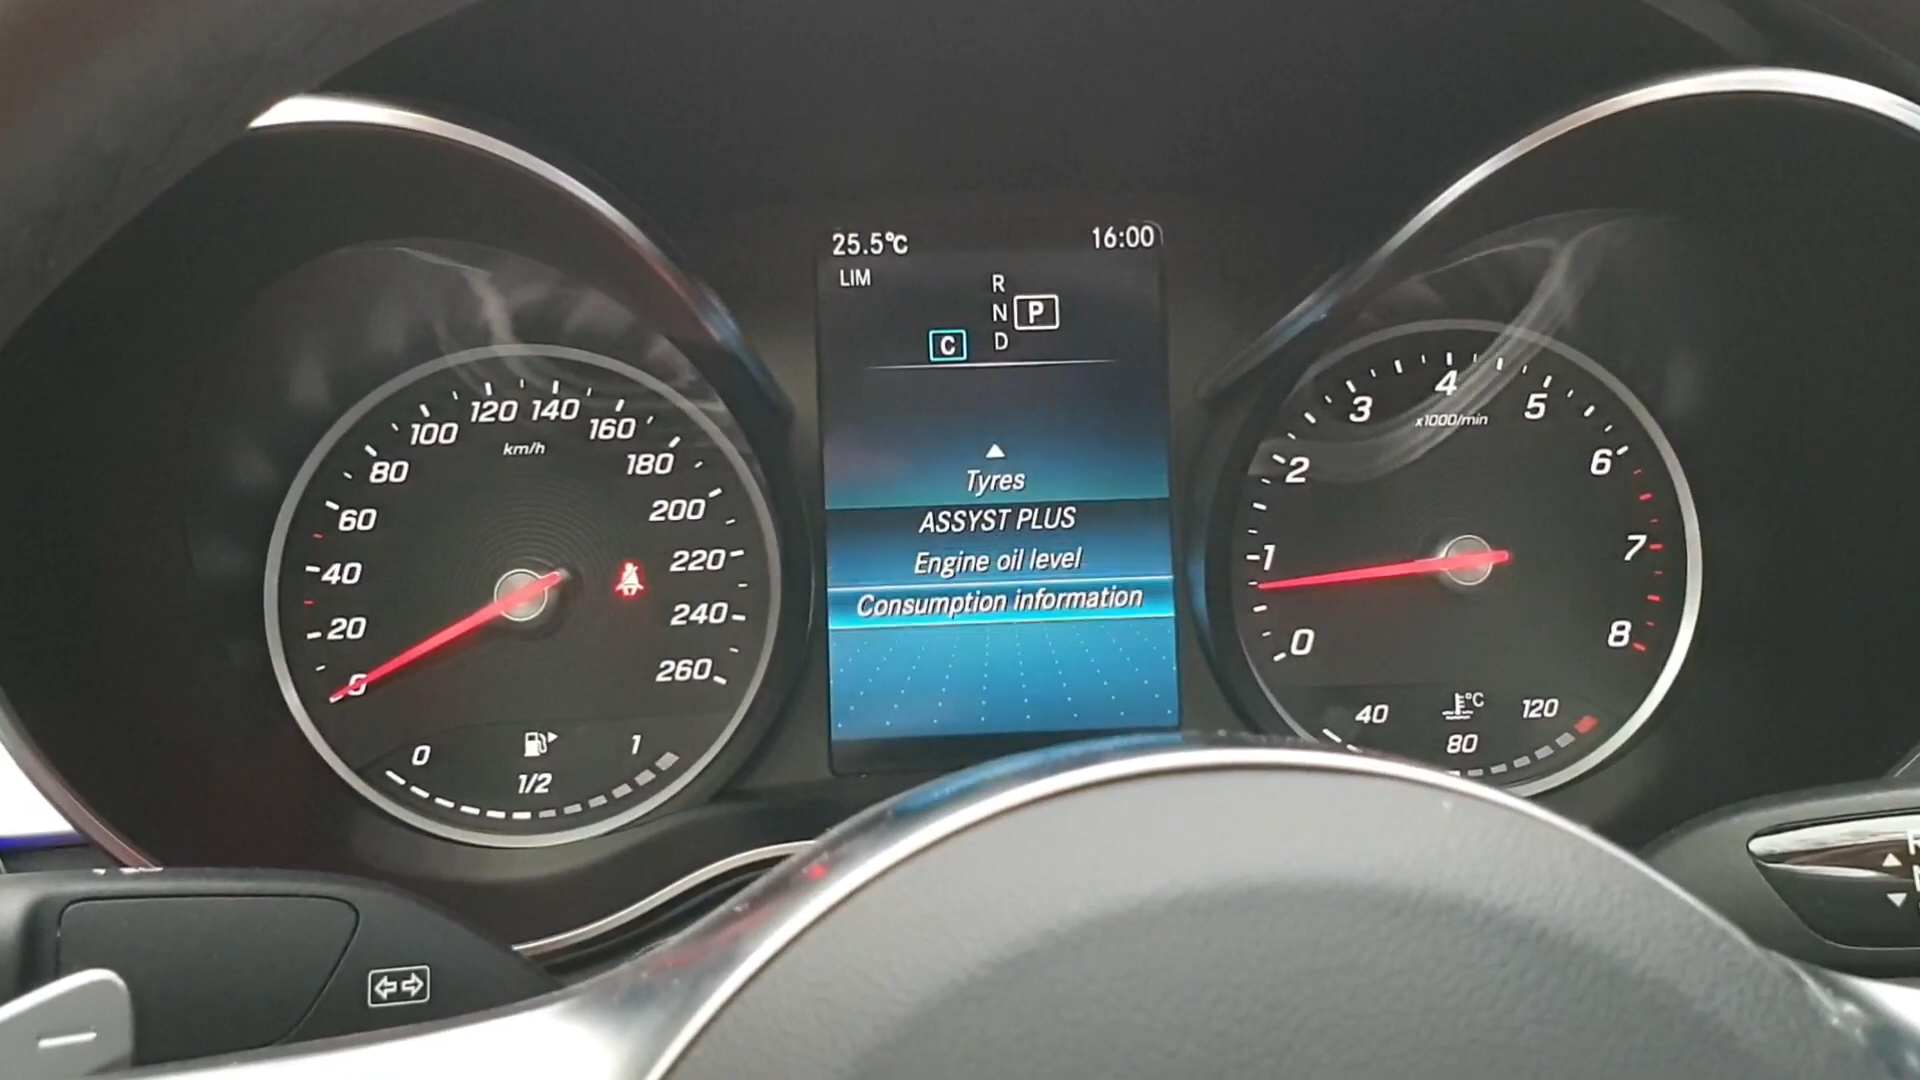 25.5°C
16:00
LIM
R
N P
C D
Tyres
ASSYST PLUS
Engine oil level
Consumption information
0
20
40
60
80
100
120
140
160
180
200
220
240
260
km/h
0
1/2
1
0
1
2
3
4
5
6
7
8
x1000/min
40
80
120
°C